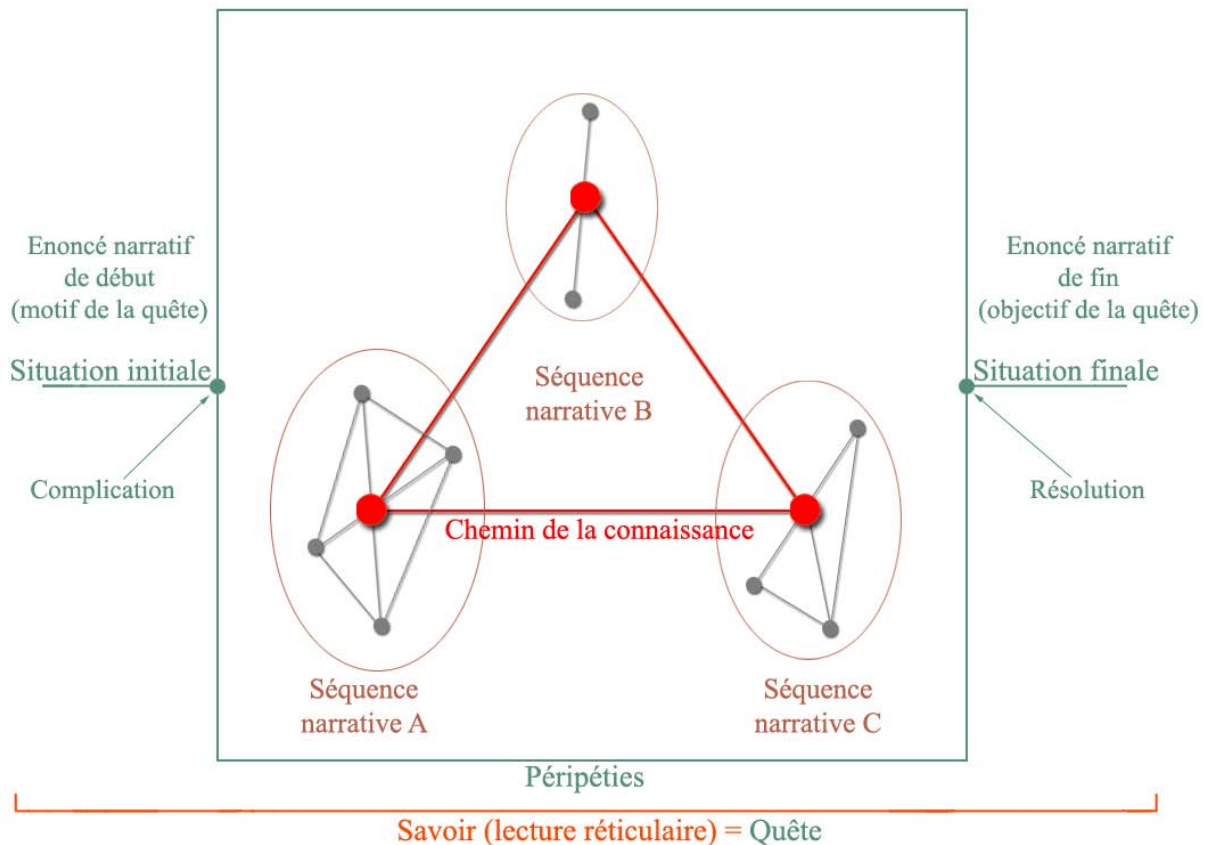 Enoncé narratif
de début
(motif de la quête)
Situation initiale
Complication
Séquence
narrative B
Chemin de la connaissance
Séquence
narrative A
Séquence
narrative C
Enoncé narratif
de fin
(objectif de la quête)
Situation finale
Résolution
Péripéties
Savoir (lecture réticulaire) = Quête